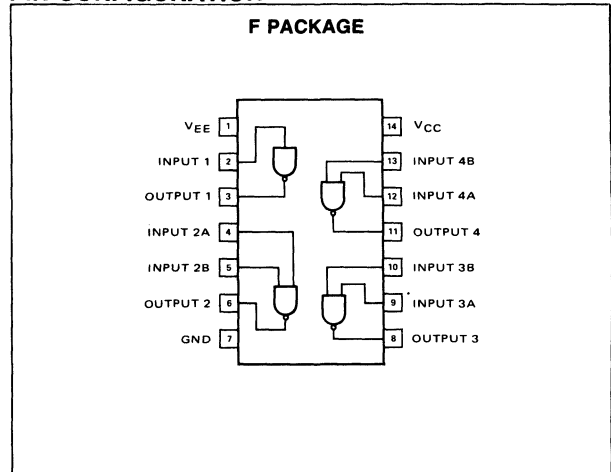 F PACKAGE
VEE 1
INPUT 1 2
OUTPUT 1 3
INPUT 2A 4
INPUT 2B 5
OUTPUT 2 6
GND 7
14 VCC
13 INPUT 4B
12 INPUT 4A
11 OUTPUT 4
10 INPUT 3B
9 INPUT 3A
8 OUTPUT 3